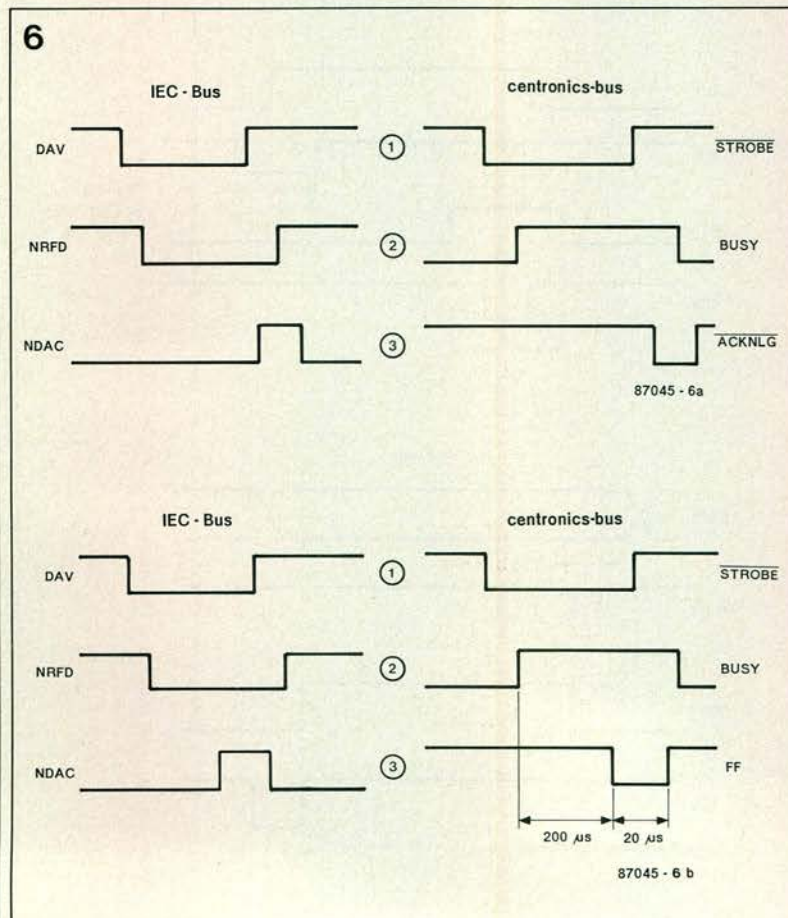 6
IEC - Bus
centronics-bus
DAV
1
STROBE
NRFD
2
BUSY
NDAC
3
ACKNLG
87045 - 6a
IEC - Bus
centronics-bus
DAV
1
STROBE
NRFD
2
BUSY
NDAC
3
FF
200 µs
20 µs
87045 - 6 b